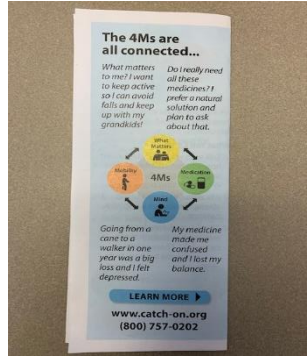 The 4Ms are
all connected...
What matters
to me? I want
to keep active
so I can avoid
falls and keep
up with my
grandkids!
Do I really need
all these
medicines? I
prefer a natural
solution and
plan to ask
about that.
What
Matters
Mobility
4Ms
Medication
Mind
Going from a
cane to a
walker in one
year was a big
loss and I felt
depressed.
My medicine
made me
confused
and I lost my
balance.
LEARN MORE
www.catch-on.org
(800) 757-0202